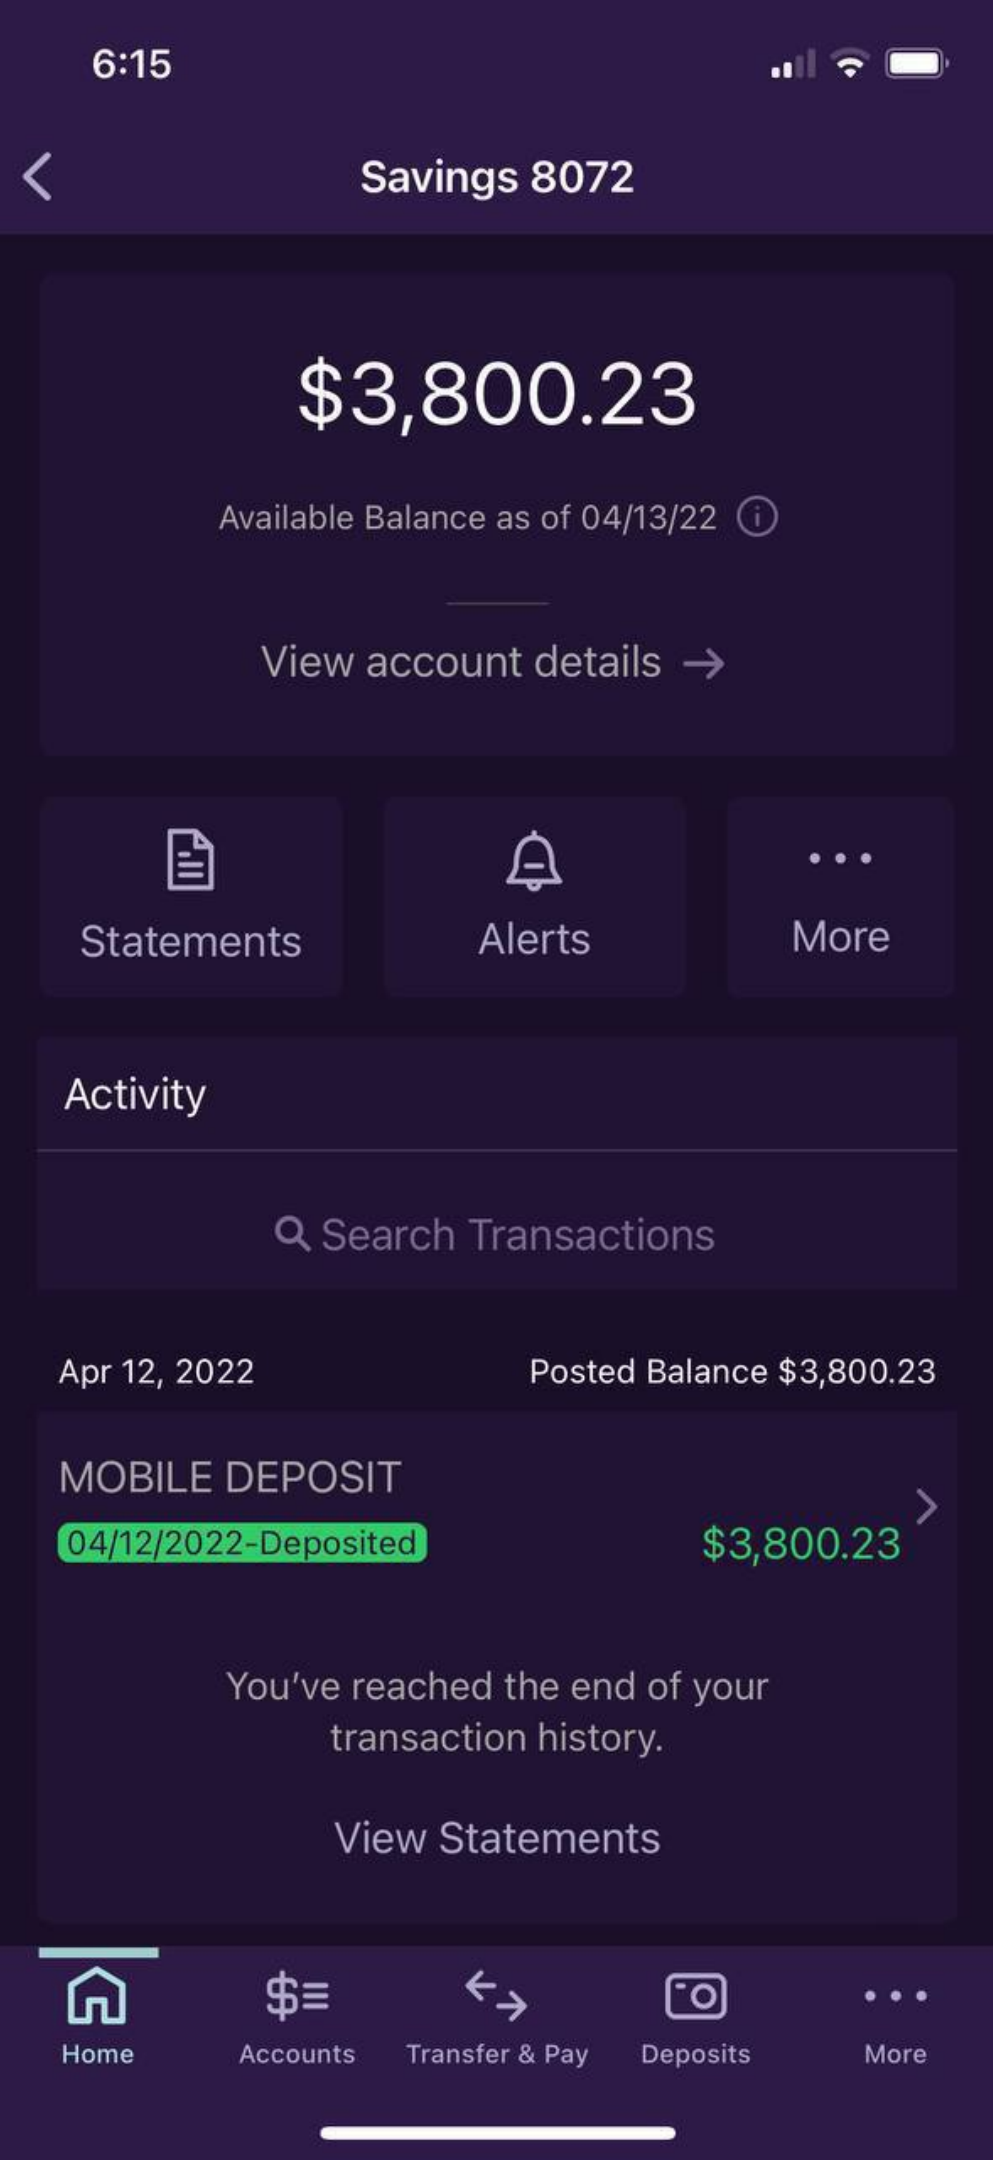 6:15
Savings 8072
$3,800.23
Available Balance as of 04/13/22
View account details
Statements
Alerts
More
Activity
Search Transactions
Apr 12, 2022 Posted Balance $3,800.23
MOBILE DEPOSIT
04/12/2022-Deposited $3,800.23
You’ve reached the end of your
transaction history.
View Statements
Home Accounts Transfer & Pay Deposits More